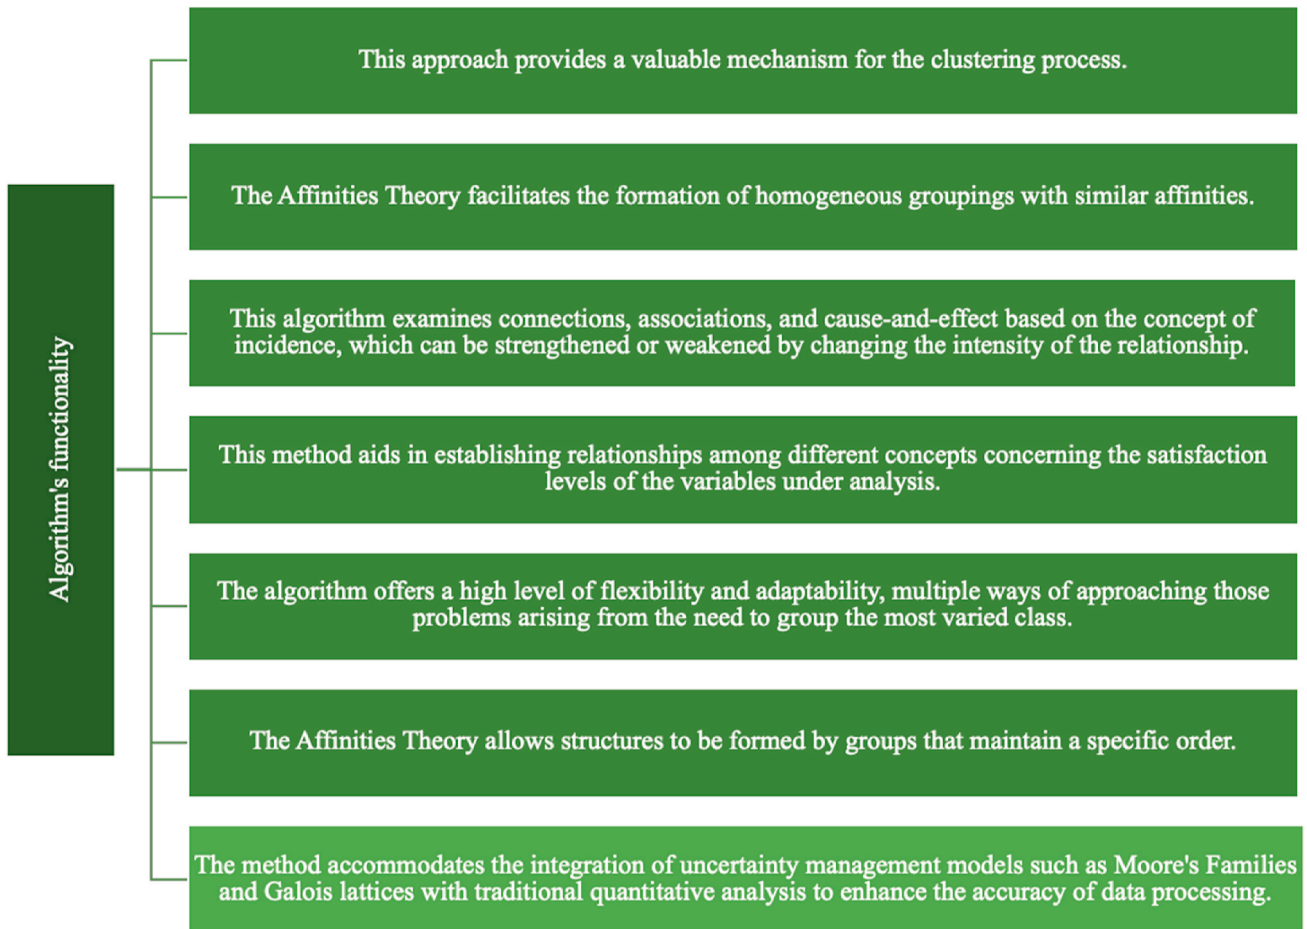 Algorithm's functionality
This approach provides a valuable mechanism for the clustering process.
The Affinities Theory facilitates the formation of homogeneous groupings with similar affinities.
This algorithm examines connections, associations, and cause-and-effect based on the concept of
incidence, which can be strengthened or weakened by changing the intensity of the relationship.
This method aids in establishing relationships among different concepts concerning the satisfaction
levels of the variables under analysis.
The algorithm offers a high level of flexibility and adaptability, multiple ways of approaching those
problems arising from the need to group the most varied class.
The Affinities Theory allows structures to be formed by groups that maintain a specific order.
The method accommodates the integration of uncertainty management models such as Moore's Families
and Galois lattices with traditional quantitative analysis to enhance the accuracy of data processing.